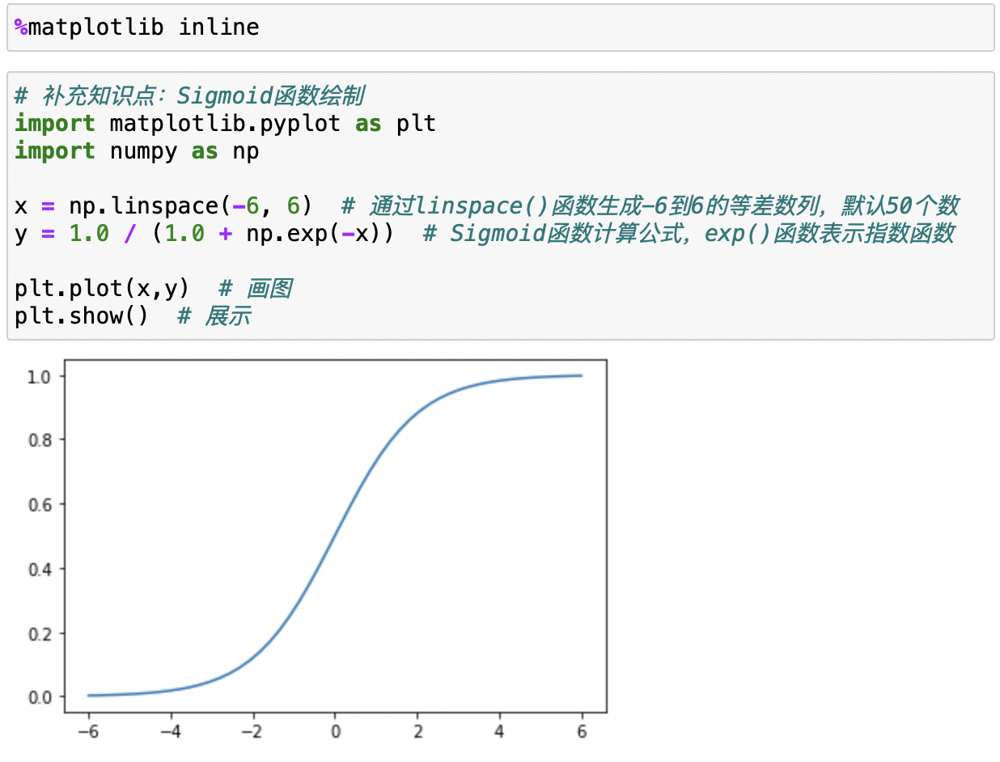 %matplotlib inline
# 补充知识点：Sigmoid函数绘制
import matplotlib.pyplot as plt
import numpy as np
x = np.linspace(-6, 6)  # 通过linspace()函数生成-6到6的等差数列，默认50个数
y = 1.0 / (1.0 + np.exp(-x))  # Sigmoid函数计算公式，exp()函数表示指数函数
plt.plot(x,y)  # 画图
plt.show()  # 展示
1.0
0.8
0.6
0.4
0.2
0.0
−6 −4 −2 0 2 4 6